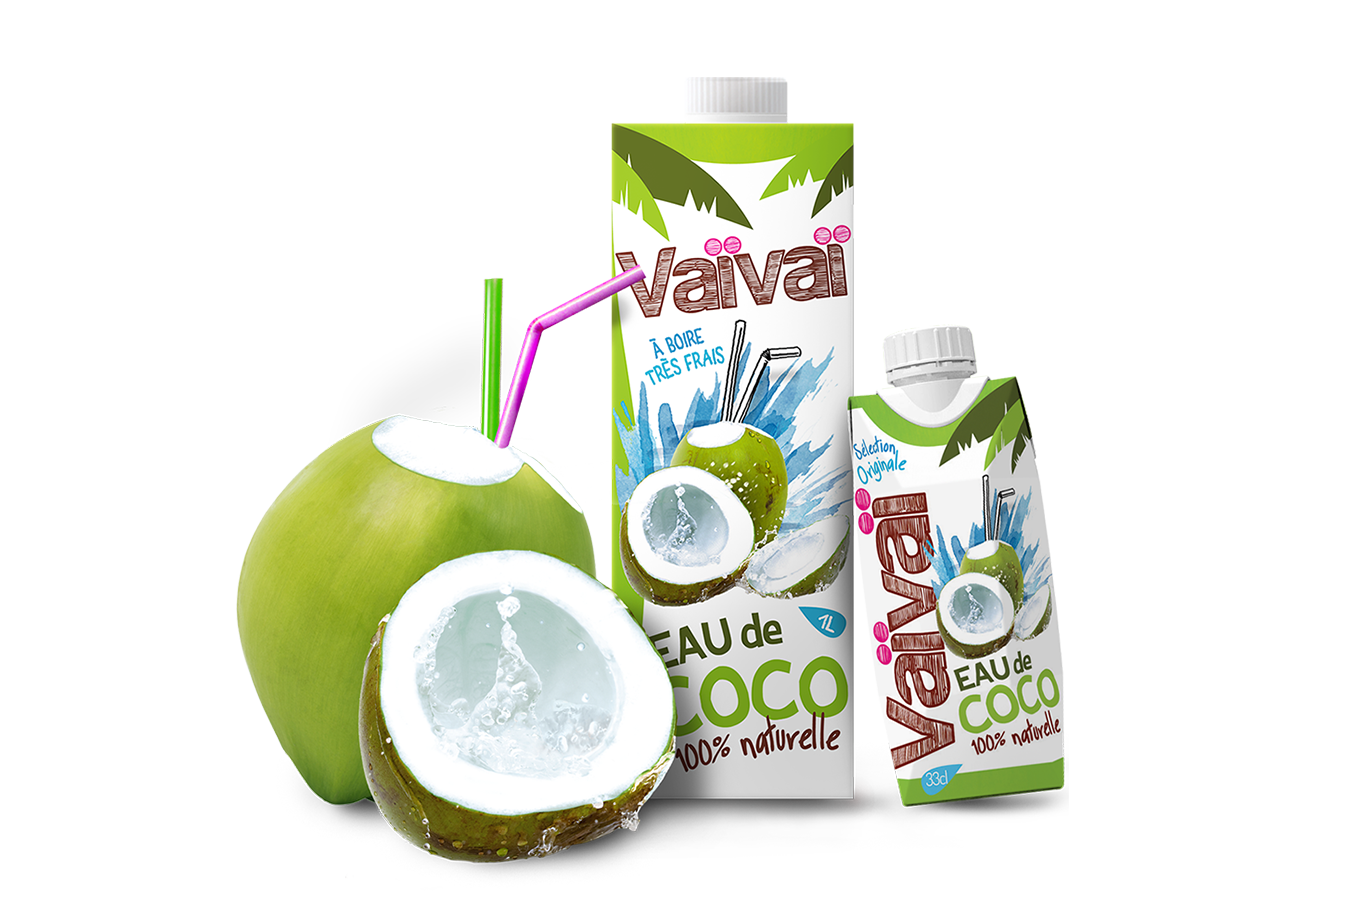 Vaïvaï
À BOIRE
TRÈS FRAIS
1L
EAU de
COCO
100% naturelle
Sélection
Originale
Vaïvaï
EAU de
COCO
100% naturelle
33cl